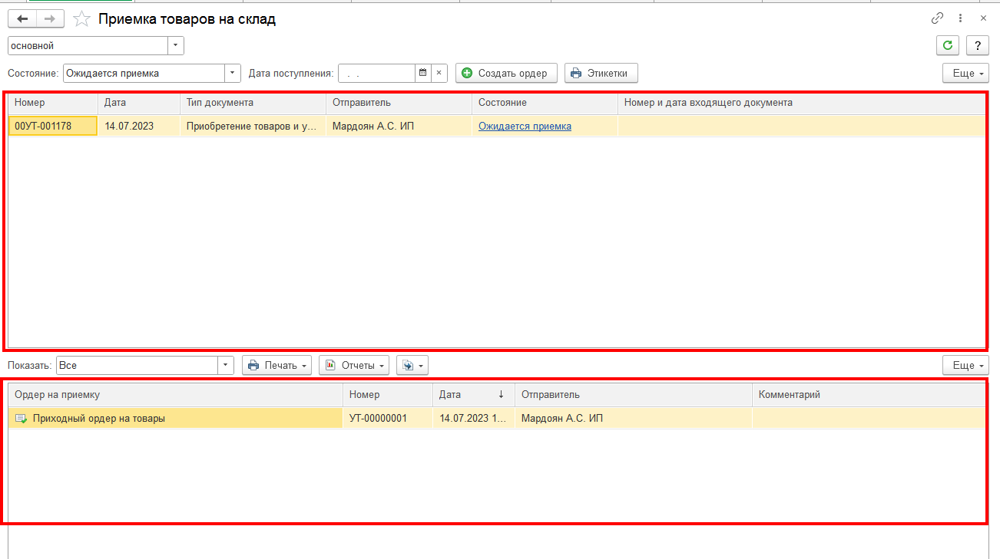 Приемка товаров на склад
основной
?
Состояние: Ожидается приемка Дата поступления: . . Создать ордер Этикетки Еще
Номер Дата Тип документа Отправитель Состояние Номер и дата входящего документа
00УТ-001178 14.07.2023 Приобретение товаров и у... Мардоян А.С. ИП Ожидается приемка
Показать: Все Печать Отчеты Еще
Ордер на приемку Номер Дата ↓ Отправитель Комментарий
Приходный ордер на товары УТ-00000001 14.07.2023 1... Мардоян А.С. ИП